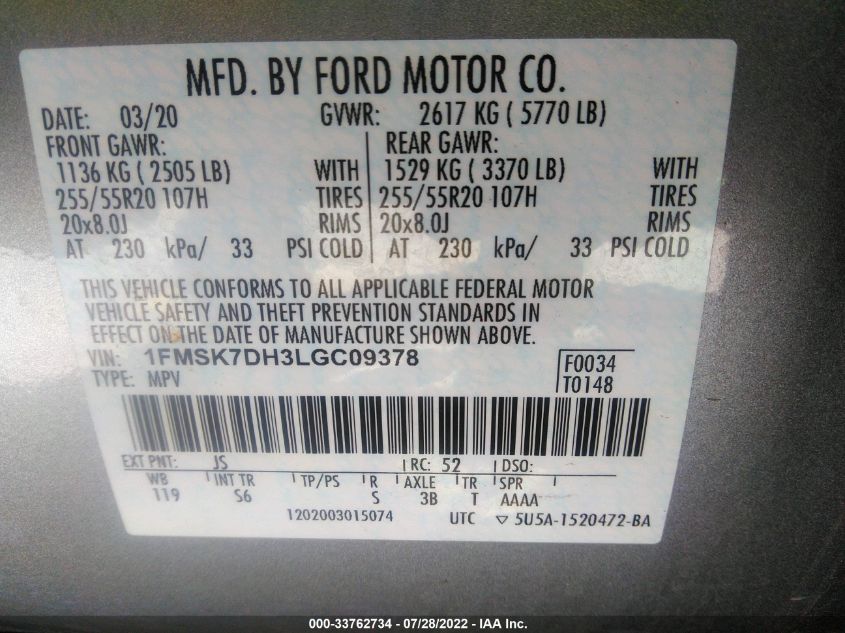 MFD. BY FORD MOTOR CO.
DATE: 03/20 GVWR: 2617 KG ( 5770 LB)
FRONT GAWR: REAR GAWR:
1136 KG ( 2505 LB) WITH 1529 KG ( 3370 LB) WITH
255/55R20 107H TIRES 255/55R20 107H TIRES
20x8.0J RIMS 20x8.0J RIMS
AT 230 kPa/ 33 PSI COLD AT 230 kPa/ 33 PSI COLD
THIS VEHICLE CONFORMS TO ALL APPLICABLE FEDERAL MOTOR
VEHICLE SAFETY AND THEFT PREVENTION STANDARDS IN
EFFECT ON THE DATE OF MANUFACTURE SHOWN ABOVE.
VIN: 1FMSK7DH3LGC09378 F0034
TYPE: MPV T0148
EXT PNT: JS RC: 52 DSO:
WB INT TR TP/PS R AXLE TR SPR
119 S6 S 3B T AAAA
1202003015074 UTC ▽ 5U5A-1520472-BA
000-33762734 - 07/28/2022 - IAA Inc.